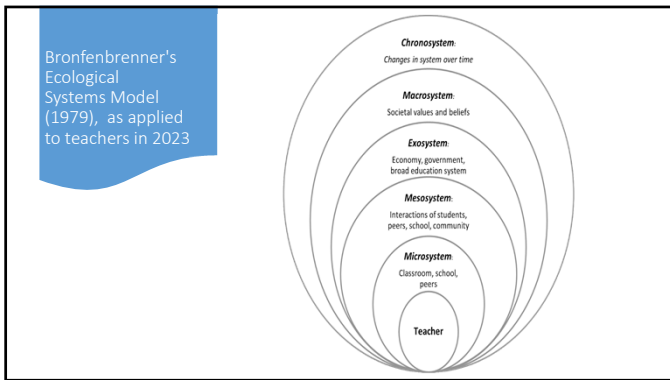 Bronfenbrenner's
Ecological
Systems Model
(1979),  as applied
to teachers in 2023
Chronosystem:
Changes in system over time
Macrosystem:
Societal values and beliefs
Exosystem:
Economy, government,
broad education system
Mesosystem:
Interactions of students,
peers, school, community
Microsystem:
Classroom, school,
peers
Teacher